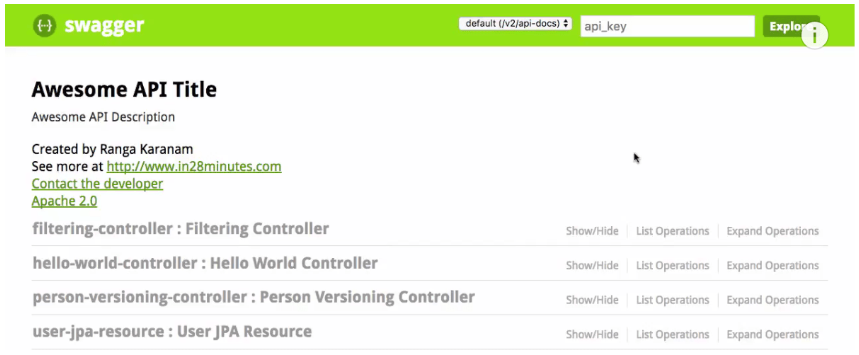 {··} swagger default (/v2/api-docs) api_key Explore i
Awesome API Title
Awesome API Description
Created by Ranga Karanam
See more at http://www.in28minutes.com
Contact the developer
Apache 2.0
filtering-controller : Filtering Controller Show/Hide List Operations Expand Operations
hello-world-controller : Hello World Controller Show/Hide List Operations Expand Operations
person-versioning-controller : Person Versioning Controller Show/Hide List Operations Expand Operations
user-jpa-resource : User JPA Resource Show/Hide List Operations Expand Operations